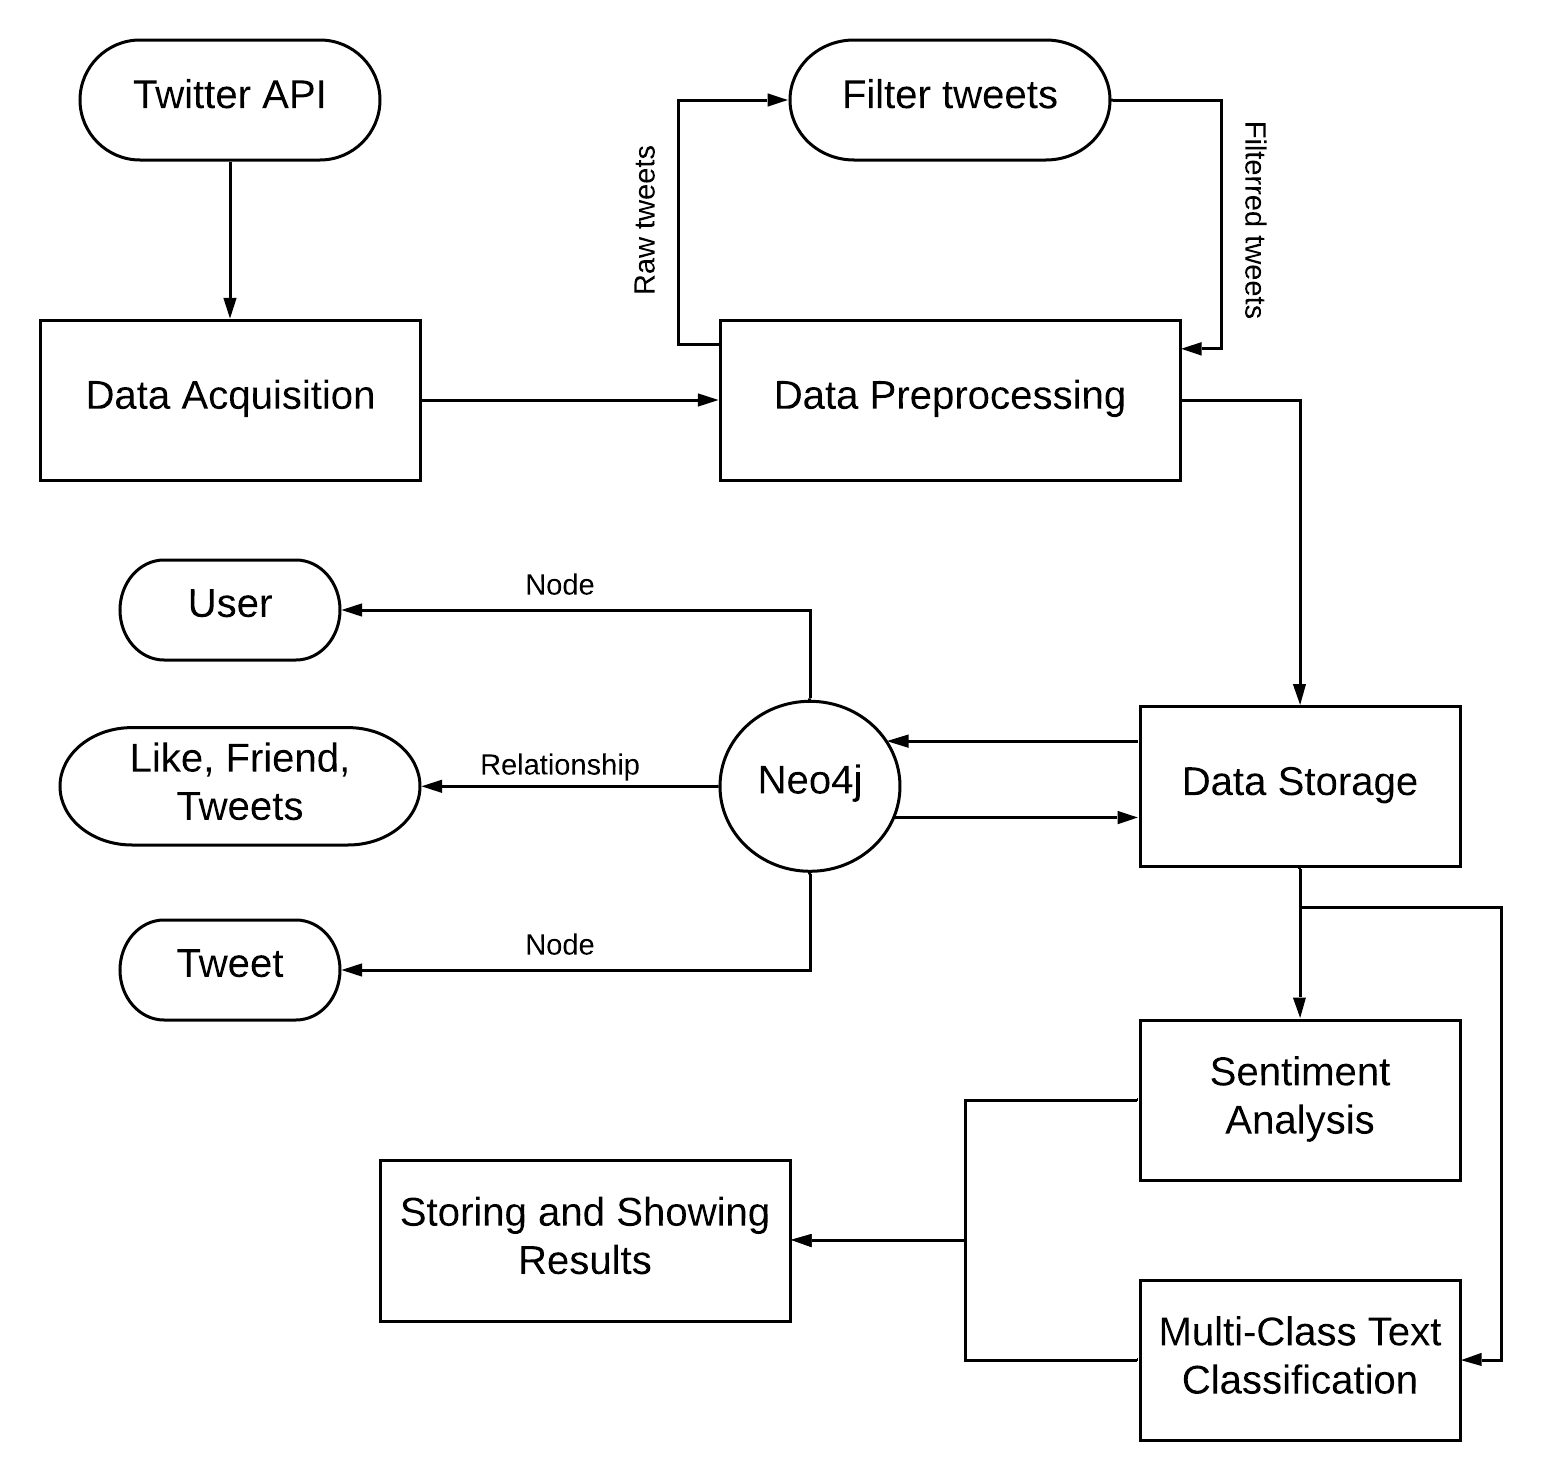 Twitter API
Filter tweets
Raw tweets
Filterred tweets
Data Acquisition
Data Preprocessing
User
Node
Like, Friend,
Tweets
Relationship
Neo4j
Data Storage
Tweet
Node
Sentiment
Analysis
Storing and Showing
Results
Multi-Class Text
Classification